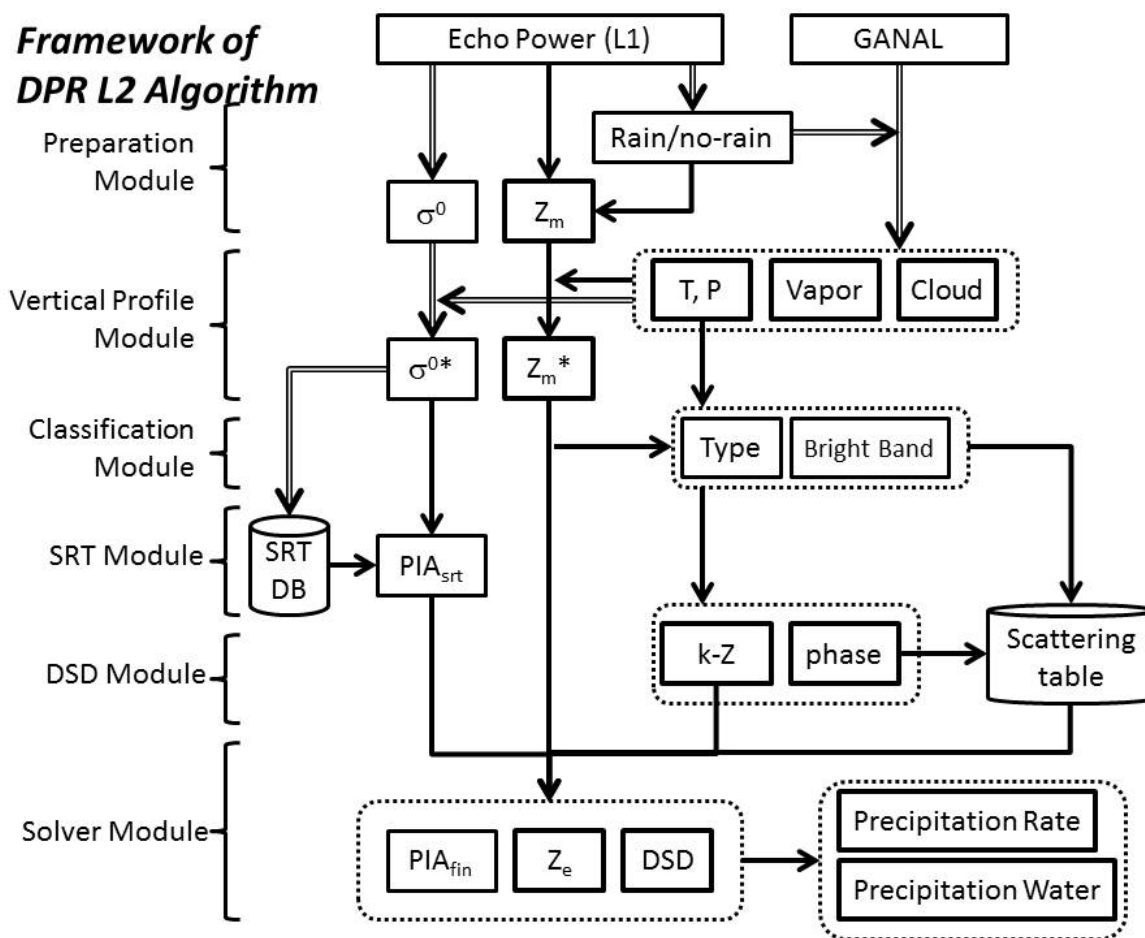 Framework of
DPR L2 Algorithm
Echo Power (L1)
GANAL
Preparation
Module
Rain/no-rain
σ⁰
Zₘ
Vertical Profile
Module
T, P
Vapor
Cloud
σ⁰*
Zₘ*
Classification
Module
Type
Bright Band
SRT Module
SRT
DB
PIAsrt
DSD Module
k-Z
phase
Scattering
table
Solver Module
PIAfin
Zₑ
DSD
Precipitation Rate
Precipitation Water